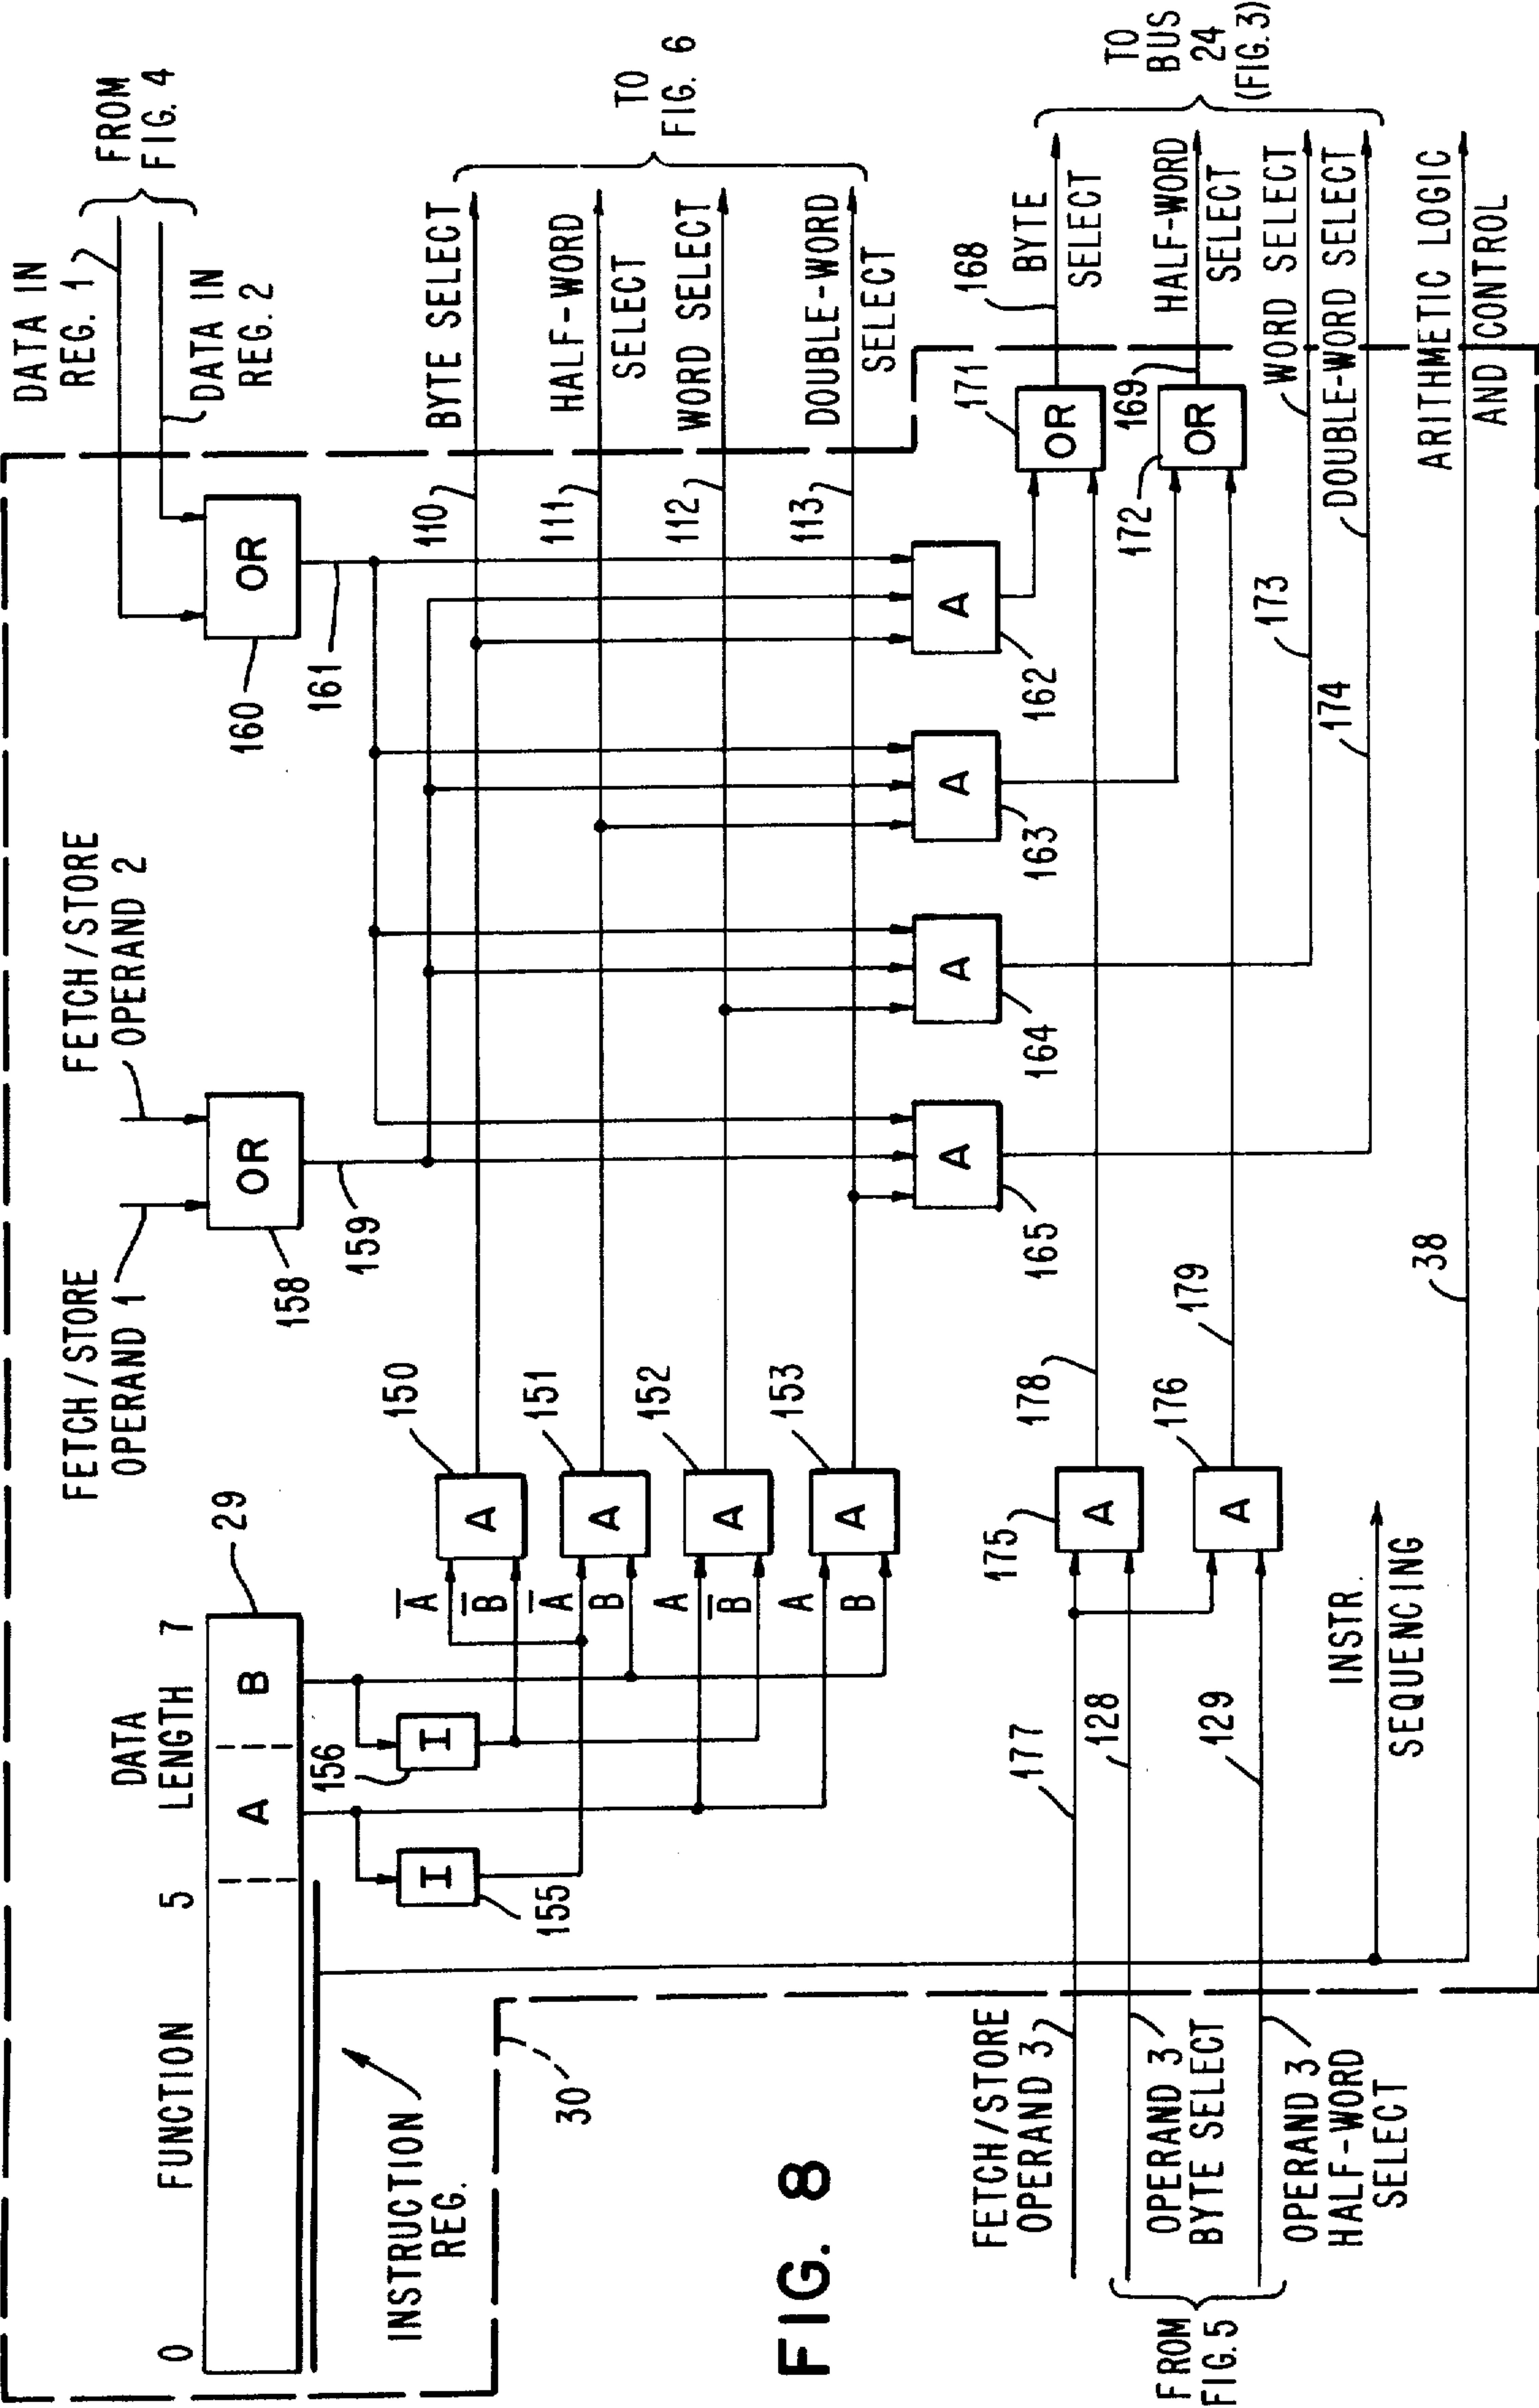 FETCH/STORE
OPERAND 1
FETCH/STORE
OPERAND 2
DATA IN
REG. 1
DATA IN
REG. 2
FROM
FIG. 4
0
FUNCTION
5
DATA
LENGTH
7
29
A
B
INSTRUCTION
REG.
30
I
155
I
156
OR
158
159
OR
160
161
A
B
A
B
A
B
A
B
A
150
A
151
A
152
A
153
110
BYTE SELECT
111
HALF-WORD
SELECT
112
WORD SELECT
113
DOUBLE-WORD
SELECT
TO
FIG. 6
A
165
A
164
A
163
A
162
FIG. 8
FETCH/STORE
OPERAND 3
177
OPERAND 3
BYTE SELECT
128
OPERAND 3
HALF-WORD
SELECT
129
FROM
FIG. 5
175
A
178
176
A
179
OR
171
168
BYTE
SELECT
OR
172
169
HALF-WORD
SELECT
173
WORD SELECT
174
DOUBLE-WORD SELECT
TO
BUS
24
(FIG. 3)
INSTR
SEQUENCING
38
ARITHMETIC LOGIC
AND CONTROL